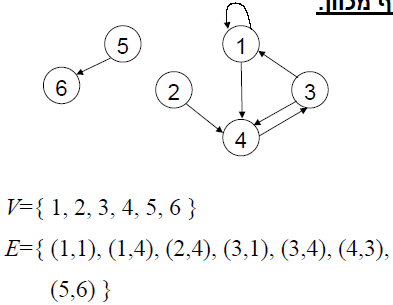 מכוון:
5
1
6
2
3
4
V={ 1, 2, 3, 4, 5, 6 }
E={ (1,1), (1,4), (2,4), (3,1), (3,4), (4,3),
(5,6) }